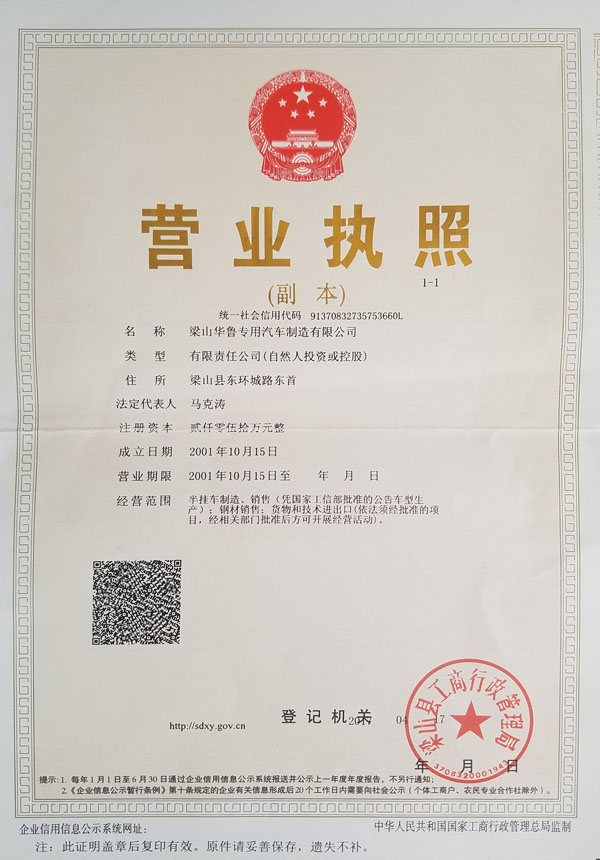 营业执照
(副 本)
1-1
统一社会信用代码 91370832735753660L
名 称 梁山华鲁专用汽车制造有限公司
类 型 有限责任公司(自然人投资或控股)
住 所 梁山县东环城路东首
法定代表人 马克涛
注册资本 贰仟零伍拾万元整
成立日期 2001年10月15日
营业期限 2001年10月15日至 年 月 日
经营范围 半挂车制造、销售（凭国家工信部批准的公告车型生
产）；钢材销售；货物和技术进出口(依法须经批准的项
目，经相关部门批准后方可开展经营活动)。
登记机关
04 17
梁山县工商行政管理局
http://sdxy.gov.cn
年 月 日
提示：1. 每年1月1日至6月30日通过企业信用信息公示系统报送并公示上一年度年度报告，不另行通知；
2.《企业信息公示暂行条例》第十条规定的企业有关信息形成后20个工作日内需要向社会公示（个体工商户、农民专业合作社除外）。
企业信用信息公示系统网址：
中华人民共和国国家工商行政管理总局监制
注：此证明盖章后复印有效。原件请妥善保存，遗失不补。